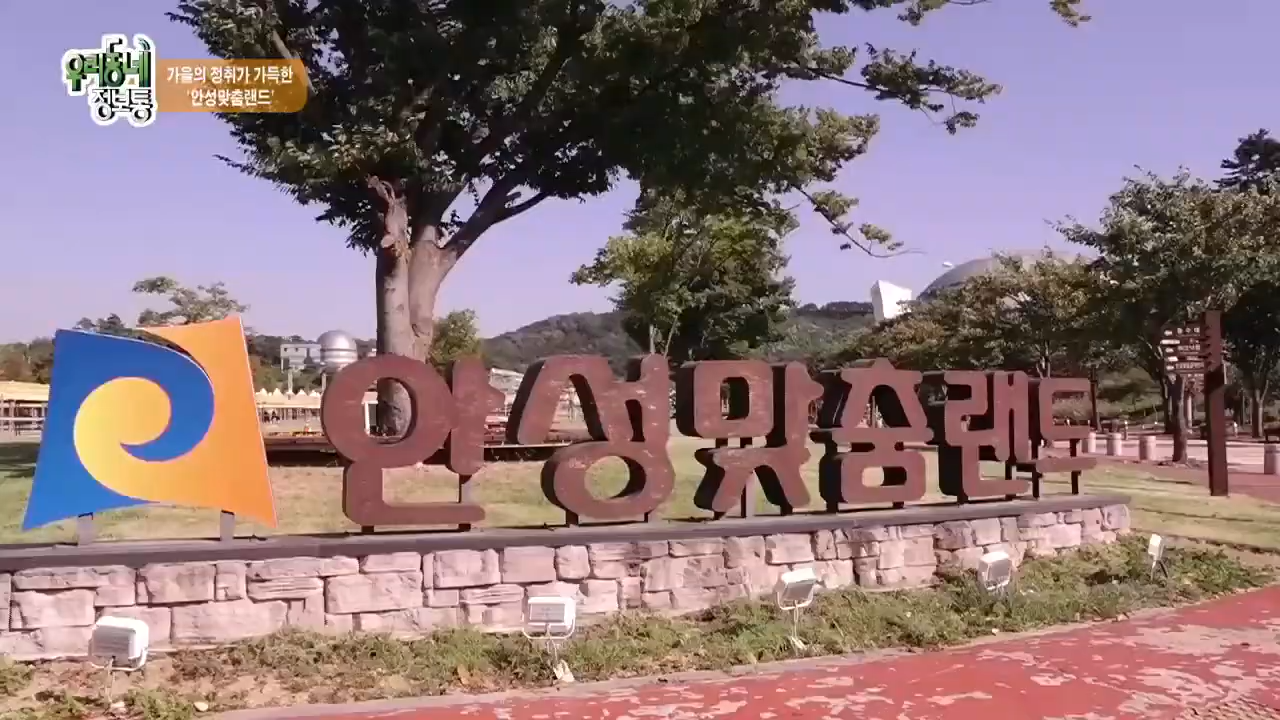 우리동네
정보통
가을의 정취가 가득한
'안성맞춤랜드'
안성맞춤랜드